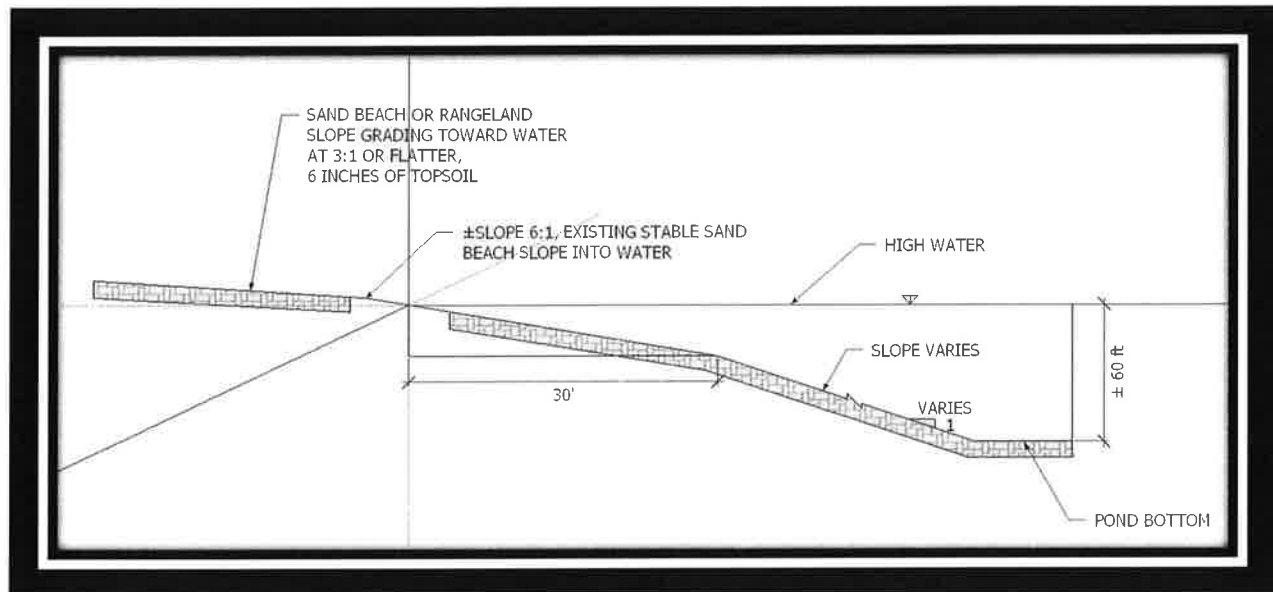 SAND BEACH OR RANGELAND
SLOPE GRADING TOWARD WATER
AT 3:1 OR FLATTER,
6 INCHES OF TOPSOIL
±SLOPE 6:1, EXISTING STABLE SAND
BEACH SLOPE INTO WATER
HIGH WATER
SLOPE VARIES
± 60 ft
30'
VARIES
1
POND BOTTOM